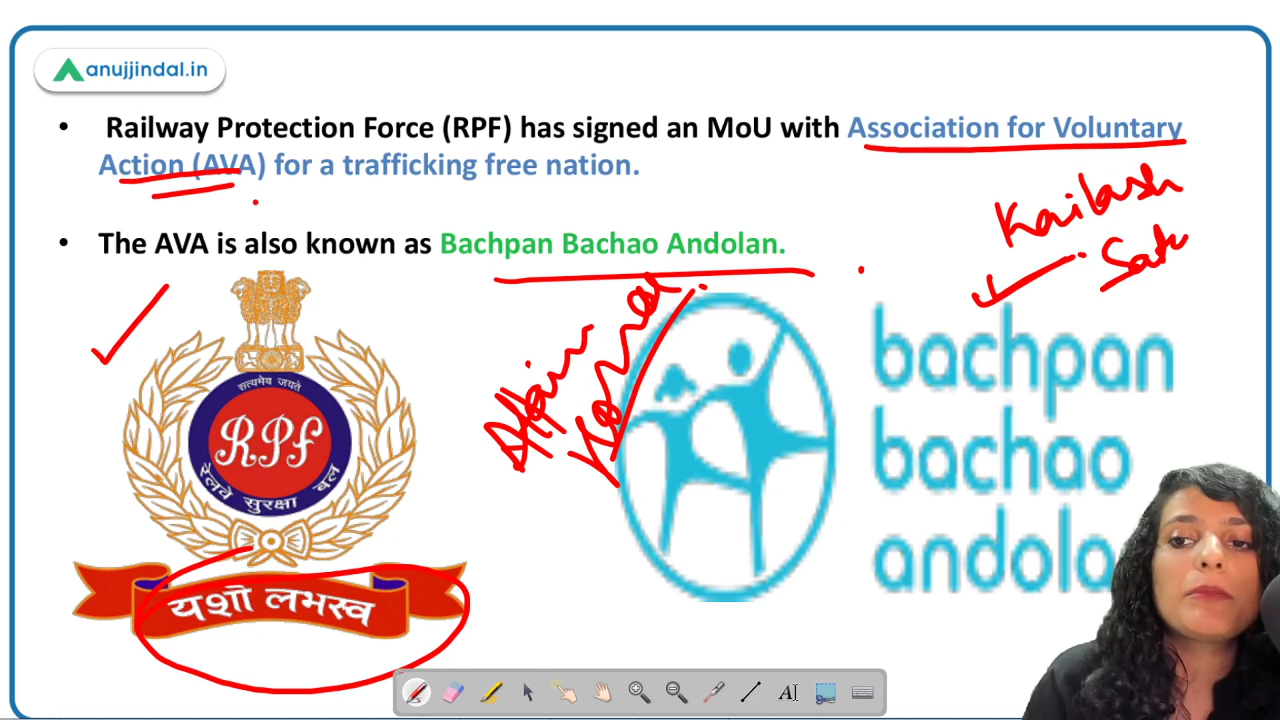 anujjindal.in
• Railway Protection Force (RPF) has signed an MoU with Association for Voluntary
Action (AVA) for a trafficking free nation.
Kailash
Sat
• The AVA is also known as Bachpan Bachao Andolan.
सत्यमेव जयते
RPf
रेलवे सुरक्षा बल
यशो लभस्व
bachpan
bachao
andola
AI